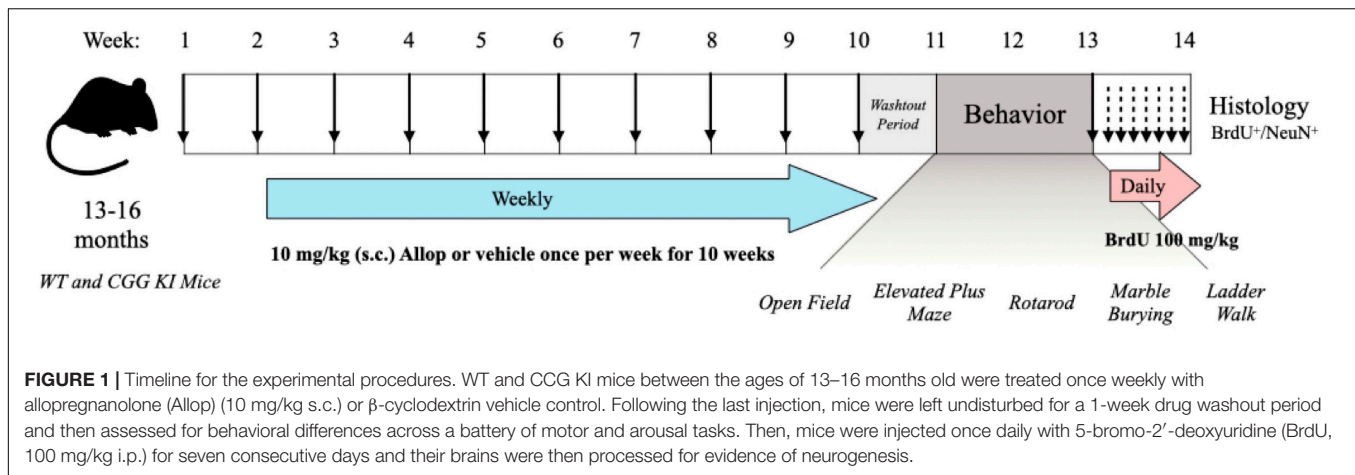 Week: 1 2 3 4 5 6 7 8 9 10 11 12 13 14
Washtout
Period
Behavior
Histology
BrdU⁺/NeuN⁺
Weekly
Daily
13-16
months
WT and CGG KI Mice
10 mg/kg (s.c.) Allop or vehicle once per week for 10 weeks
BrdU 100 mg/kg
Open Field
Elevated Plus
Maze
Rotarod
Marble
Burying
Ladder
Walk
FIGURE 1 | Timeline for the experimental procedures. WT and CCG KI mice between the ages of 13–16 months old were treated once weekly with
allopregnanolone (Allop) (10 mg/kg s.c.) or β-cyclodextrin vehicle control. Following the last injection, mice were left undisturbed for a 1-week drug washout period
and then assessed for behavioral differences across a battery of motor and arousal tasks. Then, mice were injected once daily with 5-bromo-2′-deoxyuridine (BrdU,
100 mg/kg i.p.) for seven consecutive days and their brains were then processed for evidence of neurogenesis.